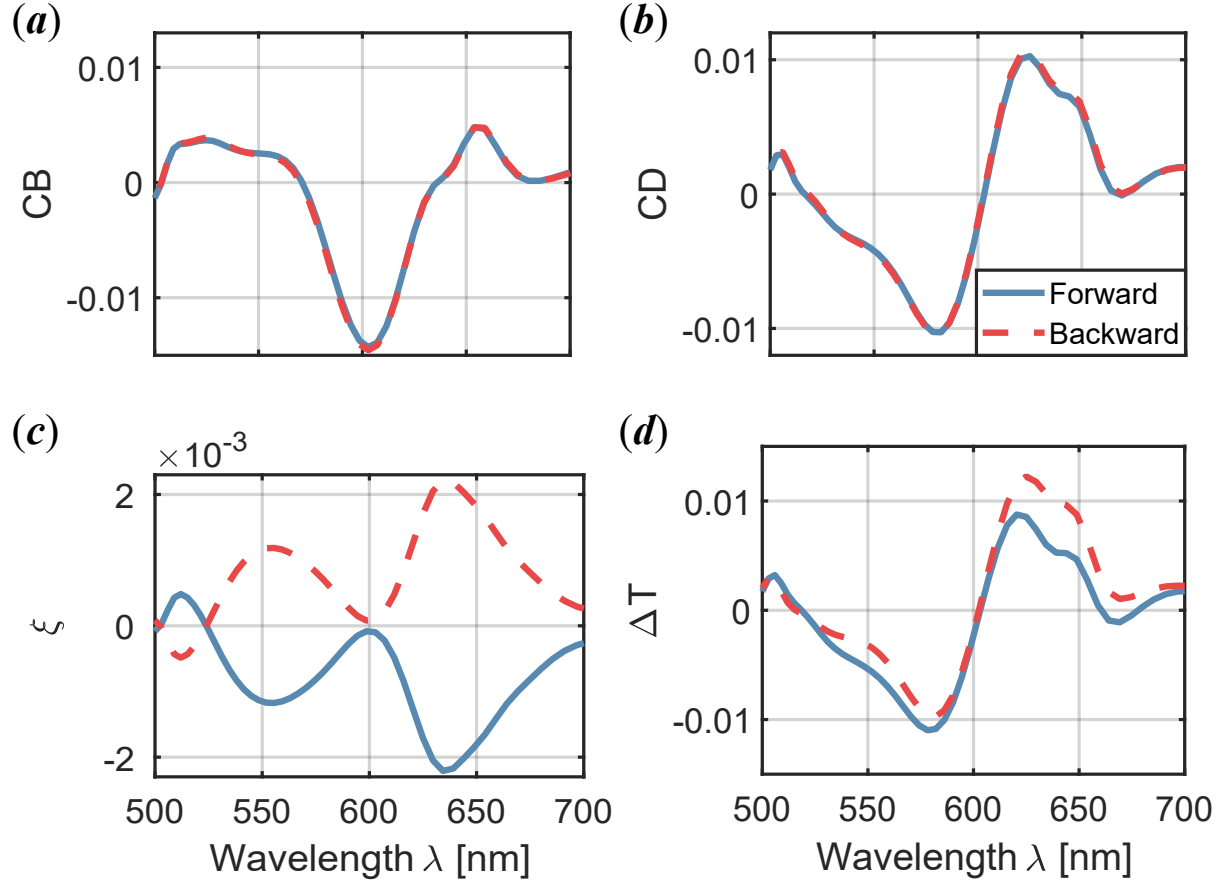 (a)
0.01
0
-0.01
CB
(b)
0.01
0
-0.01
CD
Forward
Backward
(c)
×10⁻³
2
0
-2
ξ
500 550 600 650 700
Wavelength λ [nm]
(d)
0.01
0
-0.01
ΔT
500 550 600 650 700
Wavelength λ [nm]